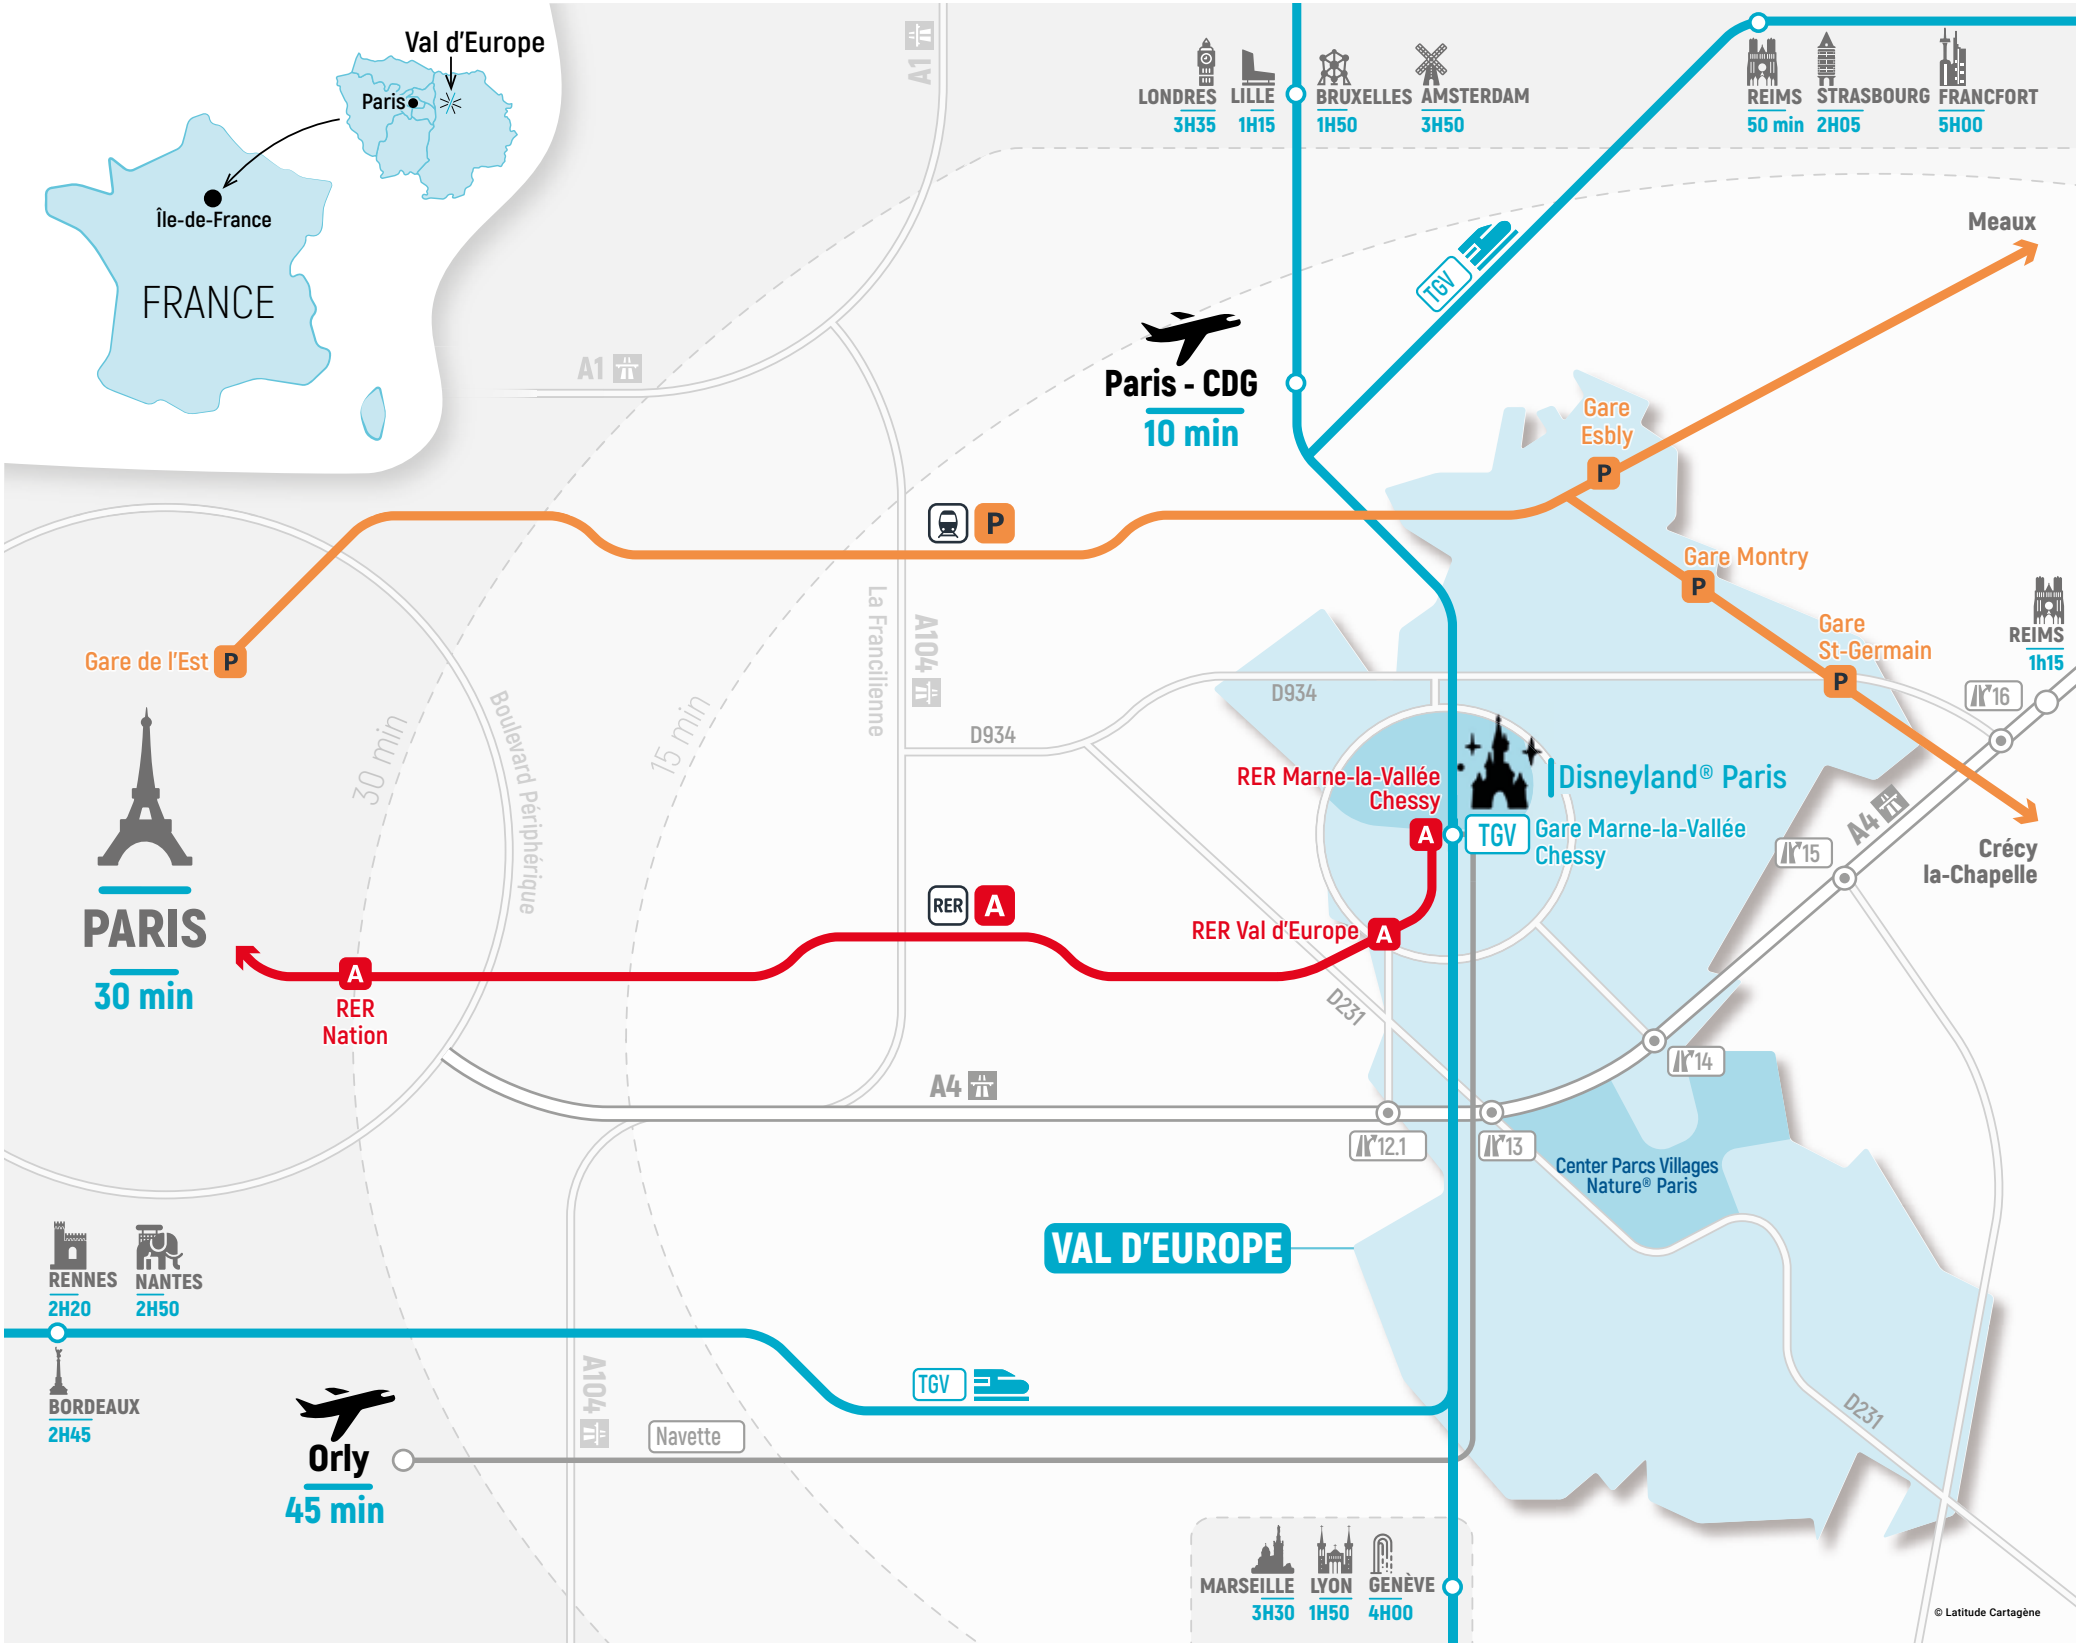 Val d'Europe
Paris
Île-de-France
FRANCE
A1
A1
LONDRES
3H35
LILLE
1H15
BRUXELLES
1H50
AMSTERDAM
3H50
REIMS
50 min
STRASBOURG
2H05
FRANCFORT
5H00
TGV
Meaux
Paris - CDG
10 min
Gare
Esbly
P
P
Gare Montry
P
Gare
St-Germain
P
REIMS
1h15
16
Gare de l'Est P
La Francilienne
A104
Boulevard Périphérique
30 min
15 min
D934
D934
RER Marne-la-Vallée
Chessy
A
Disneyland® Paris
TGV
Gare Marne-la-Vallée
Chessy
A4
15
Crécy
la-Chapelle
PARIS
30 min
RER A
RER Val d'Europe A
A
RER
Nation
D231
14
A4
12.1
13
Center Parcs Villages
Nature® Paris
VAL D'EUROPE
RENNES
2H20
NANTES
2H50
BORDEAUX
2H45
A104
TGV
Navette
Orly
45 min
D231
MARSEILLE
3H30
LYON
1H50
GENÈVE
4H00
© Latitude Cartagène